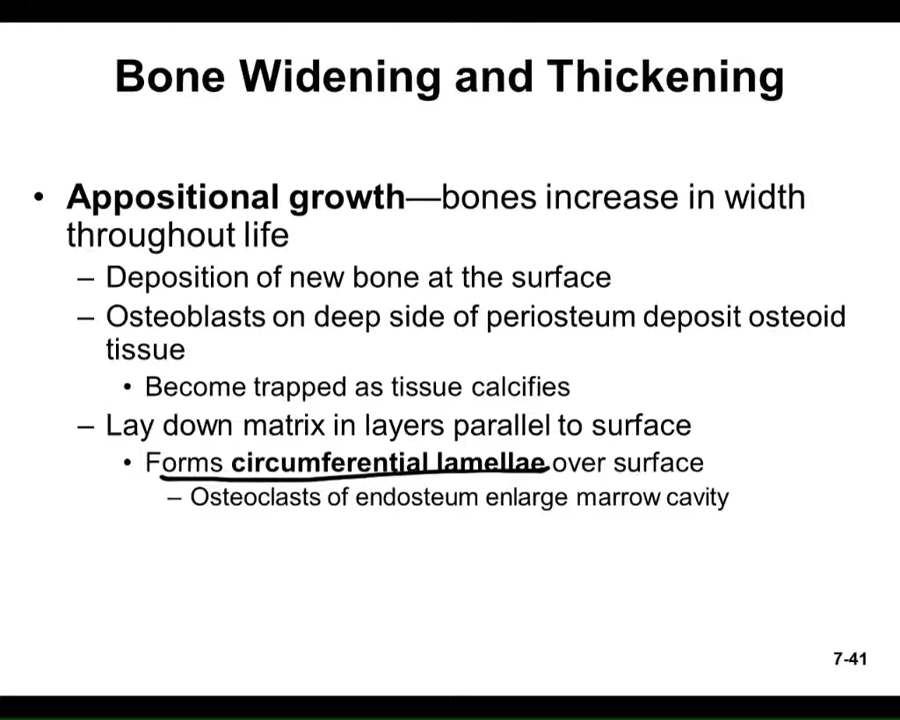 Bone Widening and Thickening
• Appositional growth—bones increase in width
throughout life
– Deposition of new bone at the surface
– Osteoblasts on deep side of periosteum deposit osteoid
tissue
• Become trapped as tissue calcifies
– Lay down matrix in layers parallel to surface
• Forms circumferential lamellae over surface
– Osteoclasts of endosteum enlarge marrow cavity
7-41